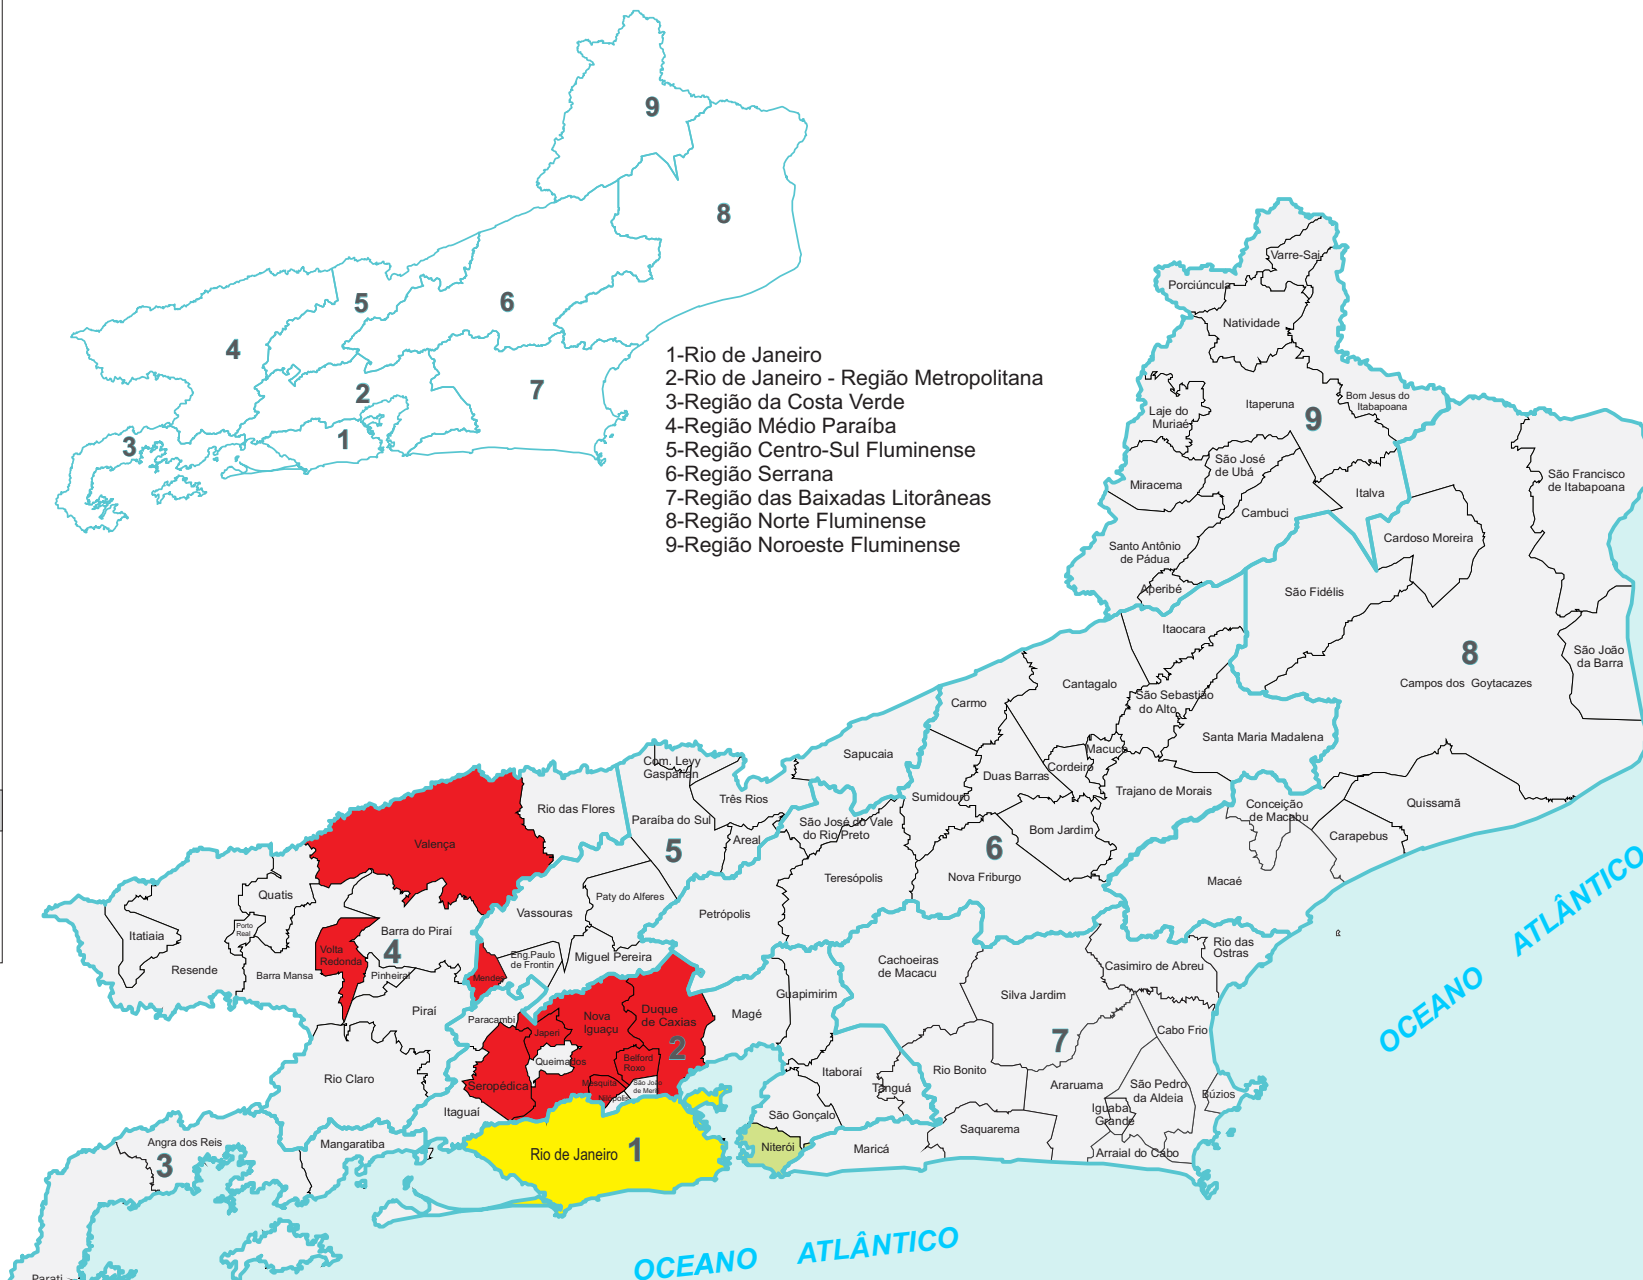 9
8
5
6
4
2
7
3
1
1-Rio de Janeiro
2-Rio de Janeiro - Região Metropolitana
3-Região da Costa Verde
4-Região Médio Paraíba
5-Região Centro-Sul Fluminense
6-Região Serrana
7-Região das Baixadas Litorâneas
8-Região Norte Fluminense
9-Região Noroeste Fluminense
Varre-Sai
Porciúncula
Natividade
Laje do
Muriaé
Itaperuna
9
Bom Jesus do
Itabapoana
São José
de Ubá
Miracema
Italva
São Francisco
de Itabapoana
Cambuci
Cardoso Moreira
Santo Antônio
de Pádua
Aperibé
São Fidélis
Itaocara
8
São João
da Barra
Campos dos Goytacazes
Cantagalo
São Sebastião
do Alto
Carmo
Santa Maria Madalena
Macuco
Cordeiro
Duas Barras
Sapucaia
Com. Levy
Gasparian
Três Rios
Sumidouro
Trajano de Morais
Conceição
de Macabu
Quissamã
Carapebus
Rio das Flores
Paraíba do Sul
São José do Vale
do Rio Preto
Areal
Bom Jardim
5
6
Valença
Teresópolis
Nova Friburgo
Macaé
Quatis
Paty do Alferes
Vassouras
Petrópolis
Porto
Real
Itatiaia
Barra do Piraí
4
Volta
Redonda
Resende
Barra Mansa
Pinheiral
Mendes
Eng.Paulo
de Frontin
Miguel Pereira
Cachoeiras
de Macacu
Casimiro de Abreu
Rio das
Ostras
Guapimirim
Silva Jardim
Piraí
Paracambi
Japeri
Nova
Iguaçu
Duque
de Caxias
Magé
2
7
Cabo Frio
Queimados
Belford
Roxo
Rio Claro
Seropédica
Mesquita
Nilópolis
São João
de Meriti
Itaboraí
Tanguá
Rio Bonito
Araruama
São Pedro
da Aldeia
Búzios
Iguaba
Grande
Itaguaí
São Gonçalo
Saquarema
Arraial do Cabo
Niterói
Maricá
Angra dos Reis
3
Mangaratiba
Rio de Janeiro 1
Parati
OCEANO ATLÂNTICO
OCEANO ATLÂNTICO